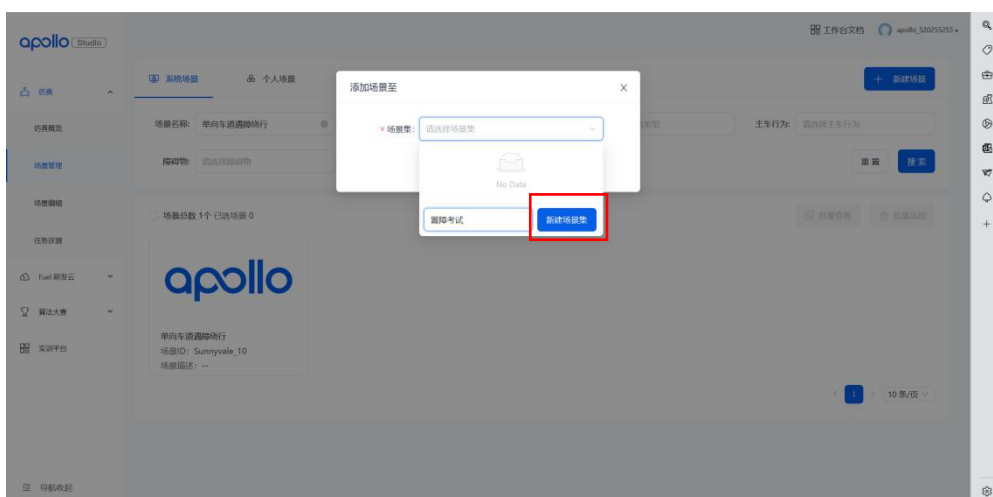 apollo Studio
工作台文档
apollo_520255255
仿真
系统场景
品 个人场景
+ 新建场景
添加场景至
仿真概览
场景名称: 单向车道遇障绕行
* 场景集: 请选择场景集
主车行为: 请选择主车行为
场景管理
障碍物: 请选择障碍物
No Data
重置
搜索
场景编辑
场景总数 1个 已选场景 0
置障考试
新建场景集
任务评测
Fuel 研发云
apollo
算法大赛
单向车道遇障绕行
场景ID: Sunnyvale_10
场景描述: --
实训平台
1
10 条/页
导航收起